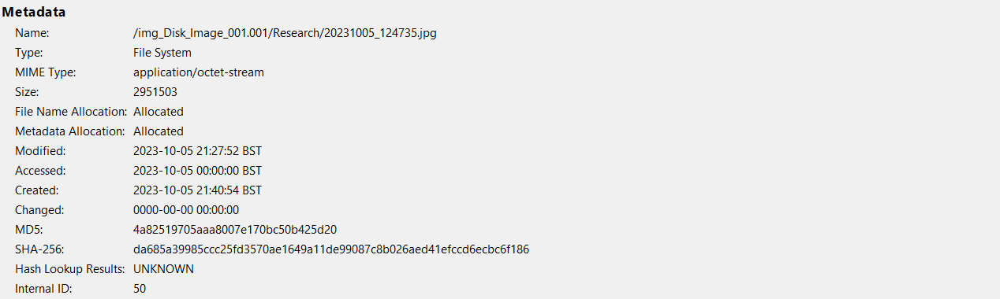 Metadata
Name: /img_Disk_Image_001.001/Research/20231005_124735.jpg
Type: File System
MIME Type: application/octet-stream
Size: 2951503
File Name Allocation: Allocated
Metadata Allocation: Allocated
Modified: 2023-10-05 21:27:52 BST
Accessed: 2023-10-05 00:00:00 BST
Created: 2023-10-05 21:40:54 BST
Changed: 0000-00-00 00:00:00
MD5: 4a82519705aaa8007e170bc50b425d20
SHA-256: da685a39985ccc25fd3570ae1649a11de99087c8b026aed41efccd6ecbc6f186
Hash Lookup Results: UNKNOWN
Internal ID: 50